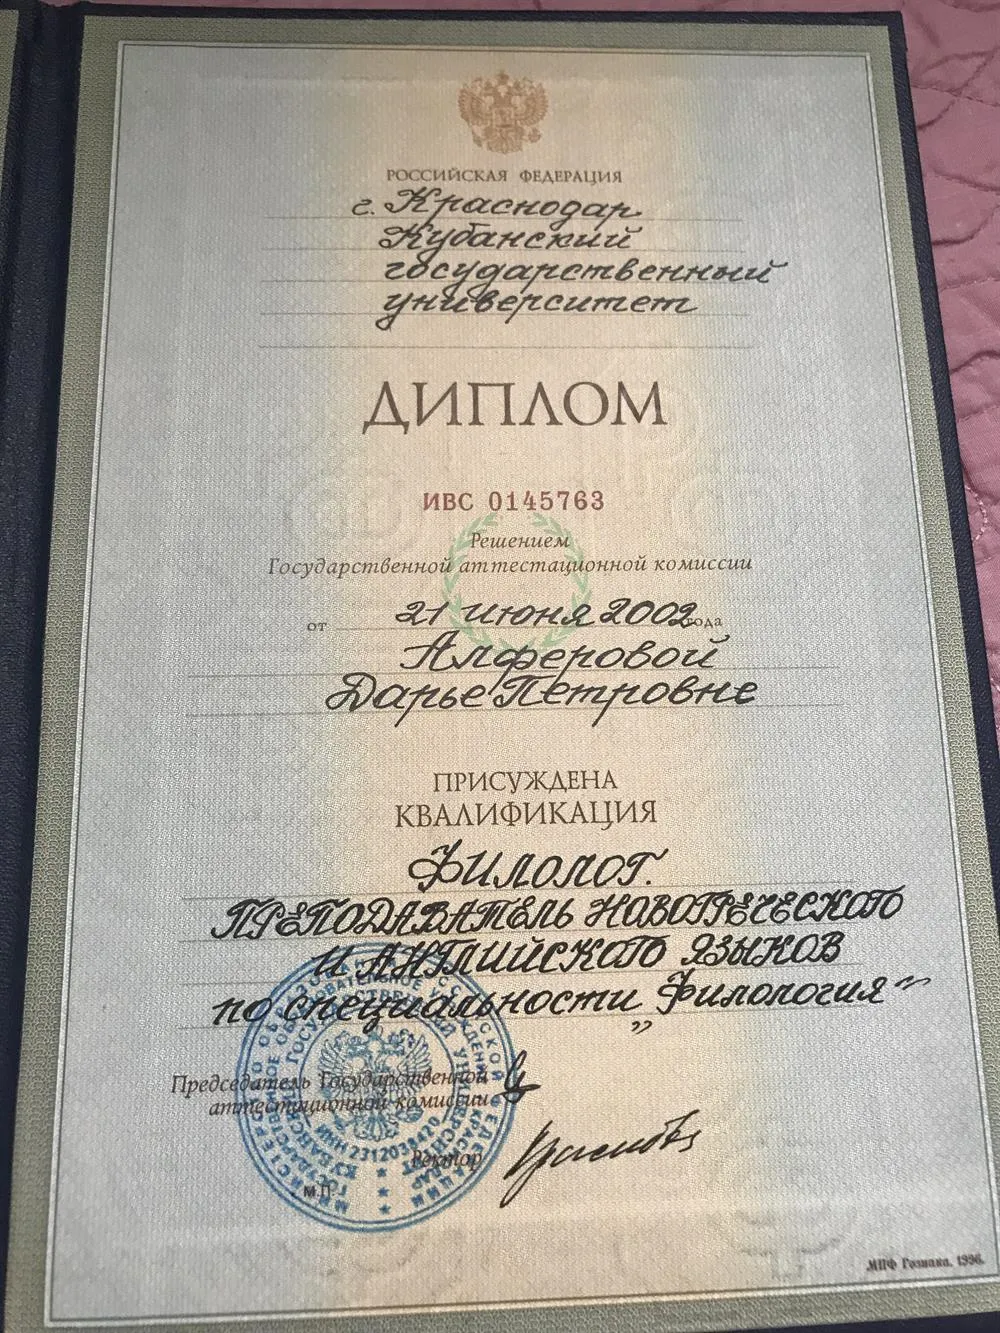 РОССИЙСКАЯ ФЕДЕРАЦИЯ
г. Краснодар
Кубанский
государственный
университет
ДИПЛОМ
ИВС 0145763
Решением
Государственной аттестационной комиссии
от 21 июня 2002 года
Алферовой
Дарье Петровне
ПРИСУЖДЕНА
КВАЛИФИКАЦИЯ
ФИЛОЛОГ.
ПРЕПОДАВАТЕЛЬ НОВОГРЕЧЕСКОГО
И АНГЛИЙСКОГО ЯЗЫКОВ
по специальности „Филология"
Председатель Государственной
аттестационной комиссии
Ректор
М.П.
МПФ Гознака. 1996.